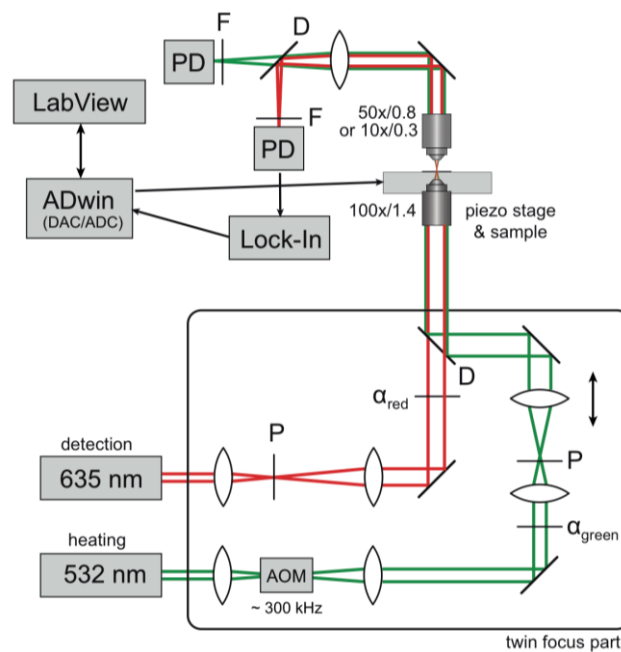 F
D
PD
LabView
50x/0.8
or 10x/0.3
F
PD
ADwin
(DAC/ADC)
100x/1.4
piezo stage
& sample
Lock-In
D
αred
P
detection
635 nm
P
αgreen
heating
532 nm
AOM
~ 300 kHz
twin focus part